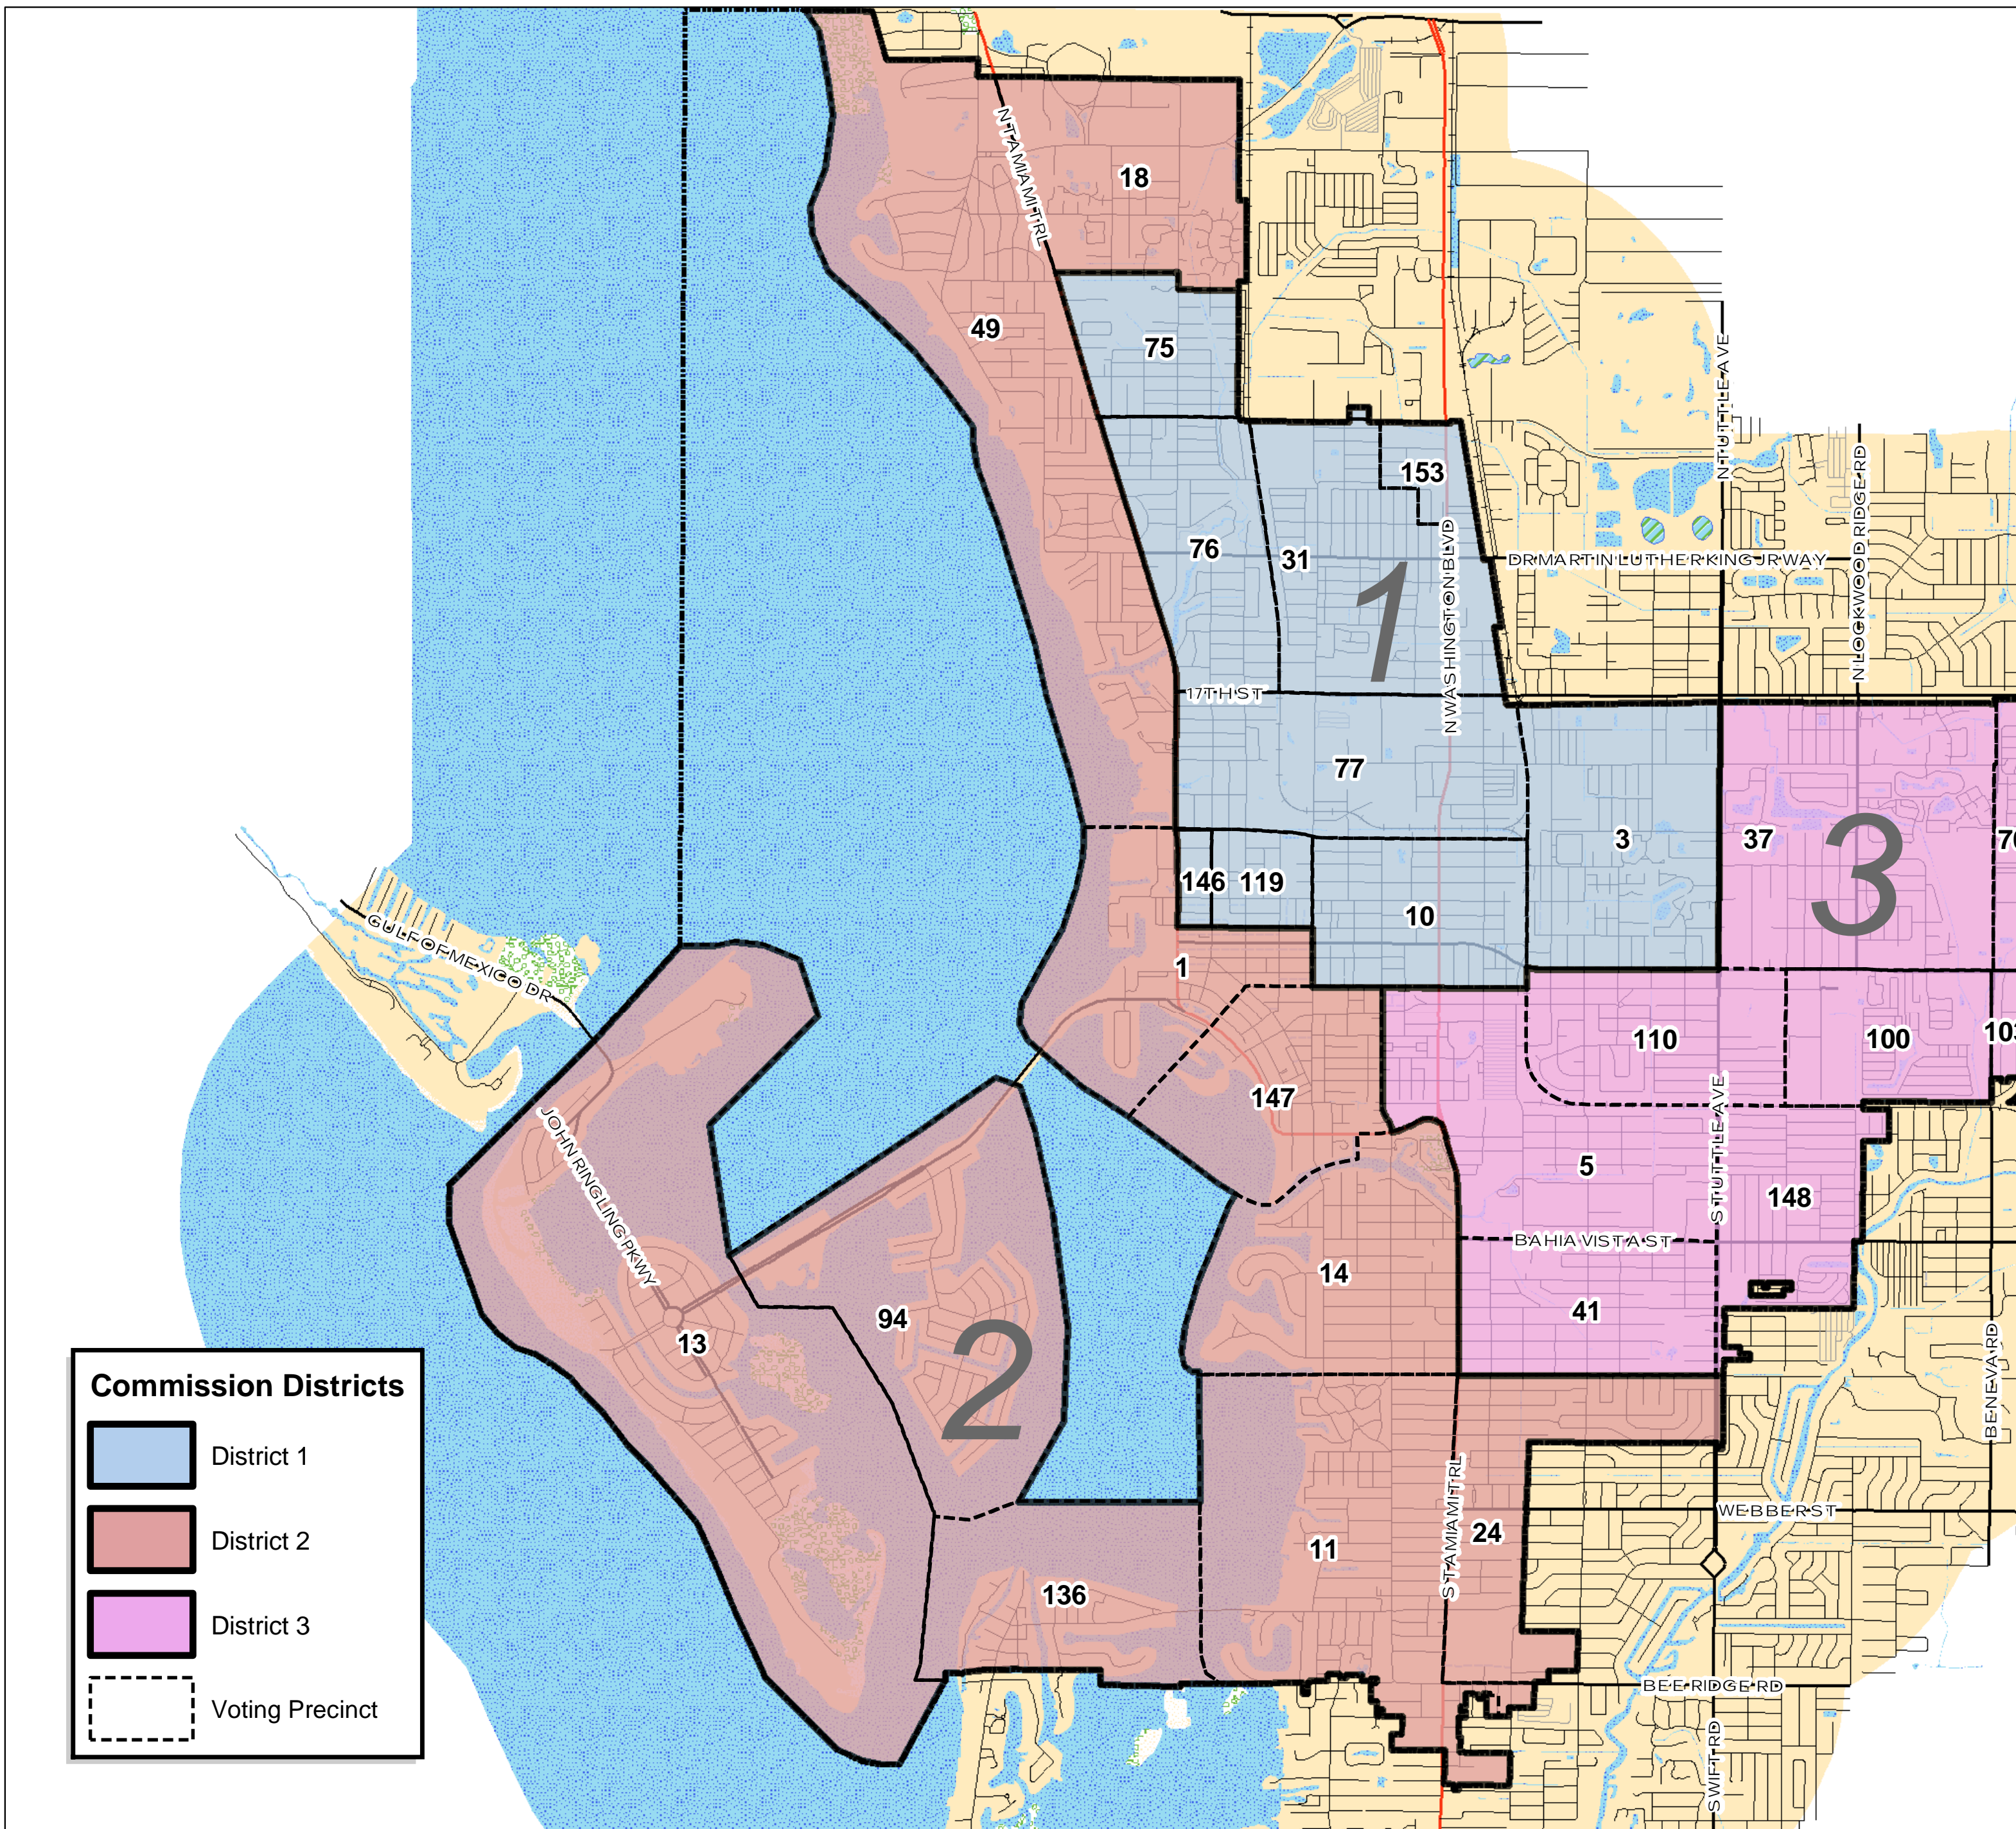 N TAMIAMI TRL
18
49
75
N TUTTLE AVE
153
N LOCKWOOD RIDGE RD
76
31
1
N WASHINGTON BLVD
DR MARTIN LUTHER KING JR WAY
17TH ST
77
3
37
3
146
119
10
GULF OF MEXICO DR
1
110
100
147
JOHN RINGLING PKWY
5
S TUTTLE AVE
148
BAHIA VISTA ST
14
41
94
2
13
BENEVA RD
S TAMIAMI TRL
24
11
WEBBER ST
136
BEE RIDGE RD
SWIFT RD
Commission Districts
District 1
District 2
District 3
Voting Precinct